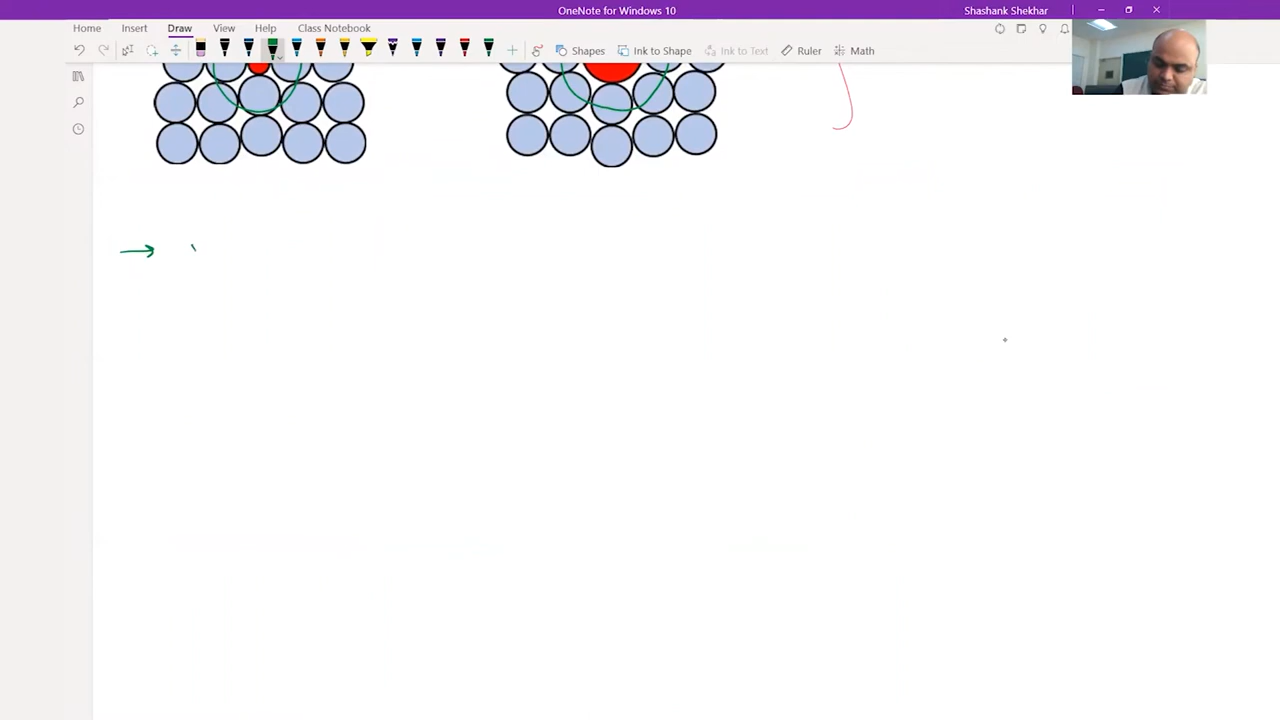 OneNote for Windows 10
Shashank Shekhar
Home Insert Draw View Help Class Notebook
Shapes Ink to Shape Ink to Text Ruler Math